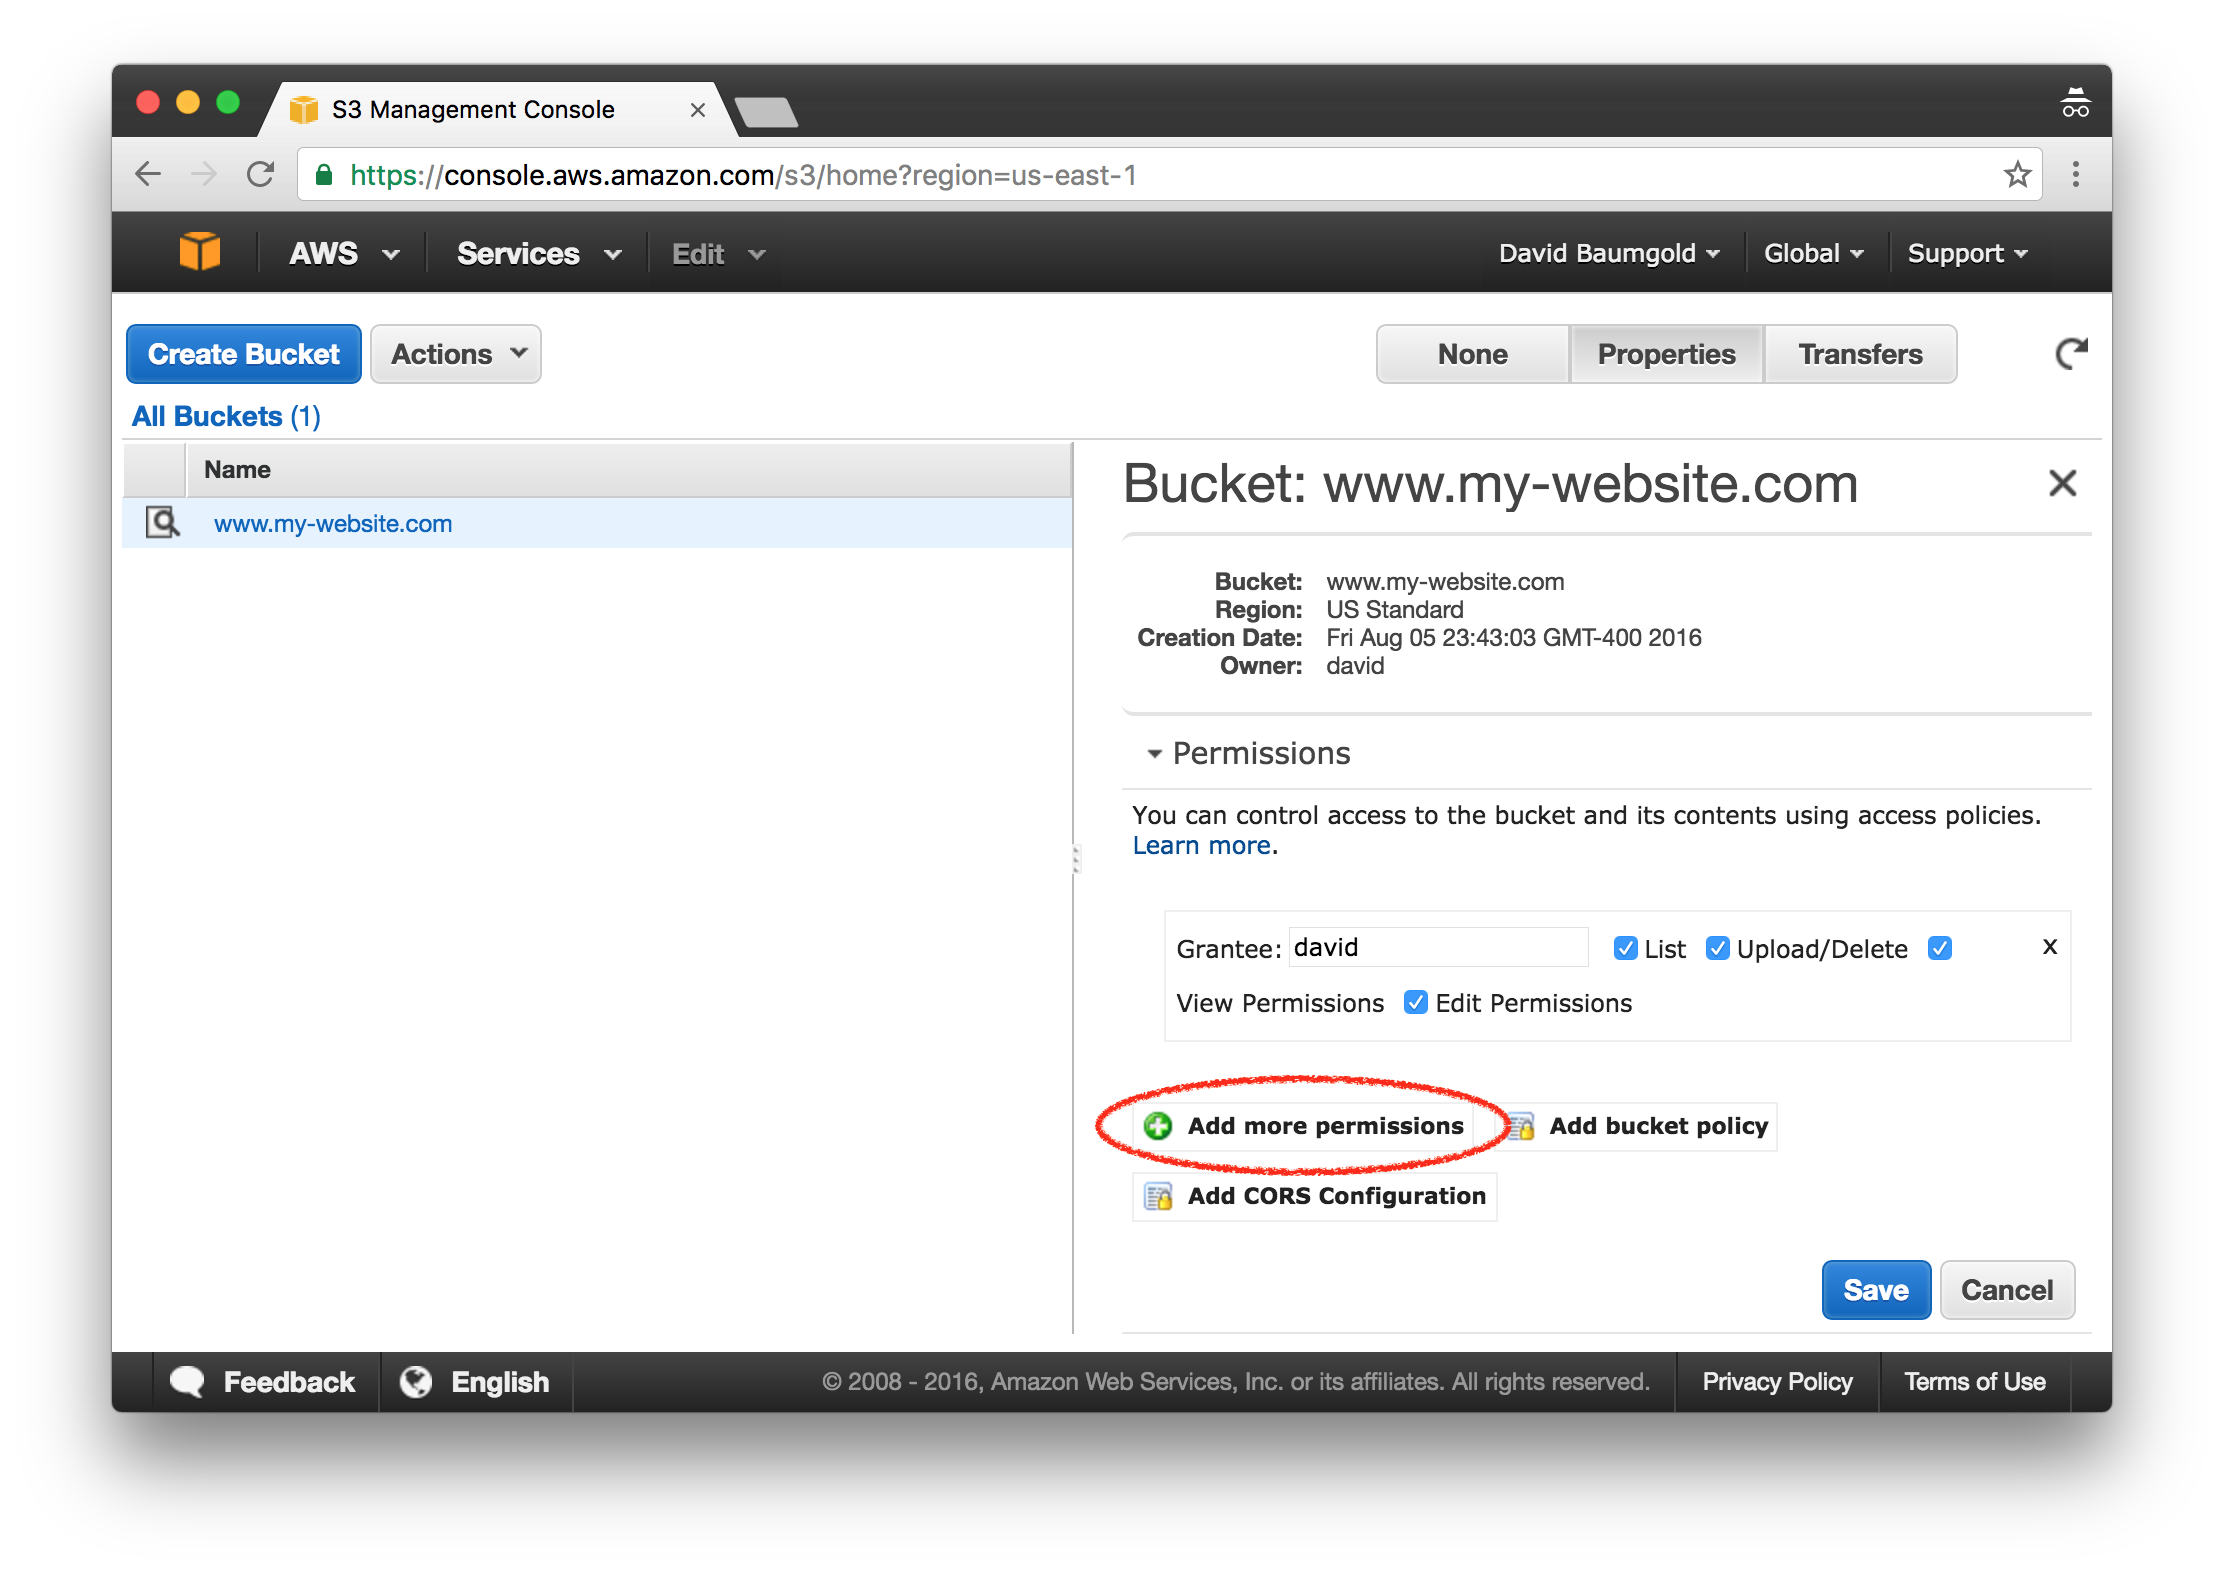 S3 Management Console
https://console.aws.amazon.com/s3/home?region=us-east-1
AWS Services Edit David Baumgold Global Support
Create Bucket Actions None Properties Transfers
All Buckets (1)
Name
www.my-website.com
Bucket: www.my-website.com
Bucket: www.my-website.com
Region: US Standard
Creation Date: Fri Aug 05 23:43:03 GMT-400 2016
Owner: david
Permissions
You can control access to the bucket and its contents using access policies.
Learn more.
Grantee: david List Upload/Delete x
View Permissions Edit Permissions
Add more permissions Add bucket policy
Add CORS Configuration
Save Cancel
Feedback English © 2008 - 2016, Amazon Web Services, Inc. or its affiliates. All rights reserved. Privacy Policy Terms of Use